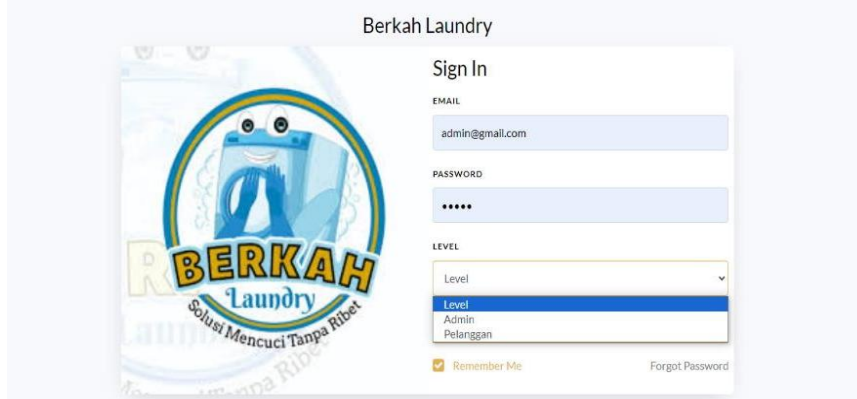 Berkah Laundry
BERKAH
Laundry
Solusi Mencuci Tanpa Ribet
Sign In
EMAIL
admin@gmail.com
PASSWORD
•••••
LEVEL
Level
Level
Admin
Pelanggan
Remember Me
Forgot Password